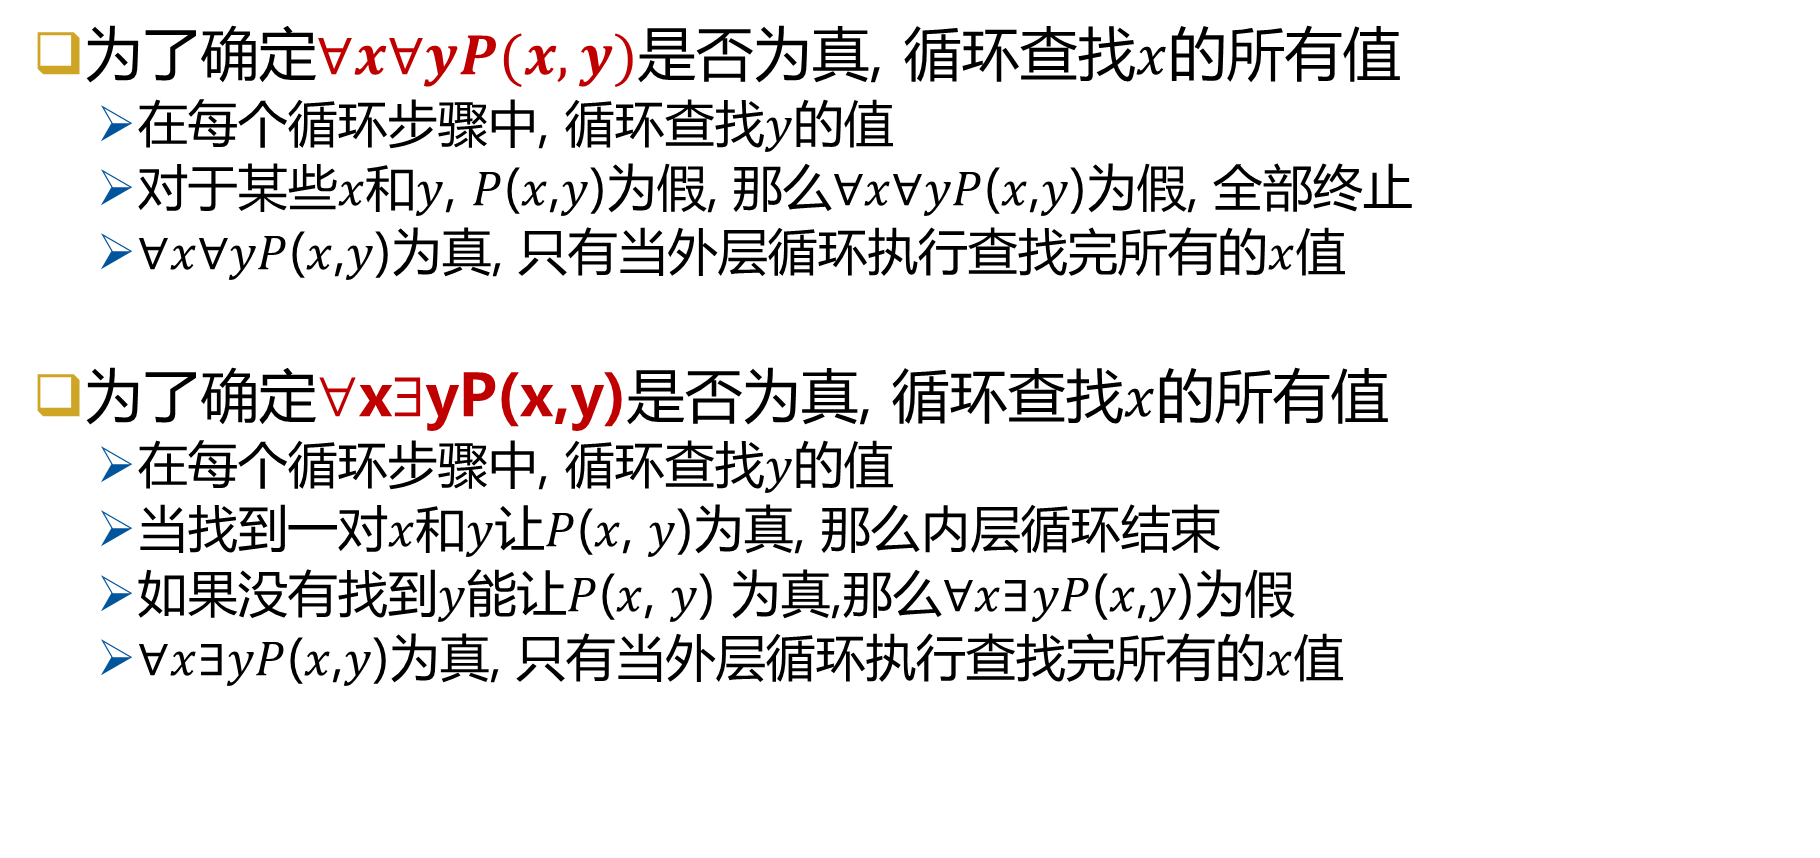 为了确定∀x∀yP(x, y)是否为真, 循环查找x的所有值
在每个循环步骤中, 循环查找y的值
对于某些x和y, P(x,y)为假, 那么∀x∀yP(x,y)为假, 全部终止
∀x∀yP(x,y)为真, 只有当外层循环执行查找完所有的x值
为了确定∀x∃yP(x,y)是否为真, 循环查找x的所有值
在每个循环步骤中, 循环查找y的值
当找到一对x和y让P(x, y)为真, 那么内层循环结束
如果没有找到y能让P(x, y) 为真,那么∀x∃yP(x,y)为假
∀x∃yP(x,y)为真, 只有当外层循环执行查找完所有的x值